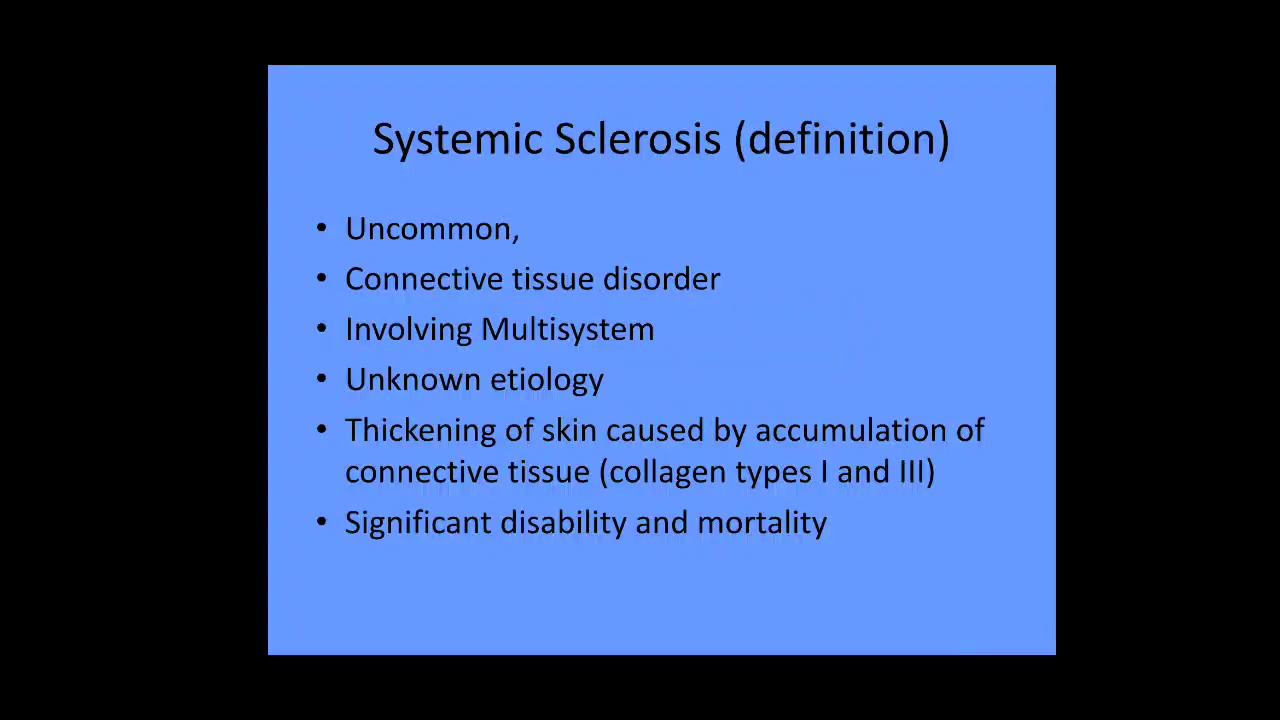 Systemic Sclerosis (definition)
• Uncommon,
• Connective tissue disorder
• Involving Multisystem
• Unknown etiology
• Thickening of skin caused by accumulation of
connective tissue (collagen types I and III)
• Significant disability and mortality